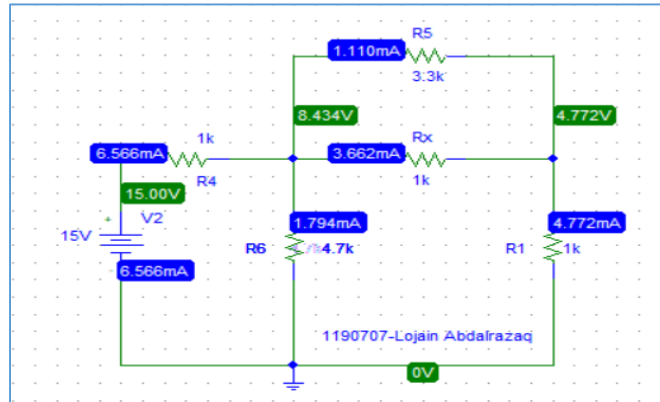 R5
1.110mA
3.3k
8.434V
4.772V
1k
Rx
6.566mA
3.662mA
R4
1k
15.00V
V2
1.794mA
4.772mA
15V
R6
4.7k
R1
1k
6.566mA
1190707-Lojain Abdalrazaq
0V